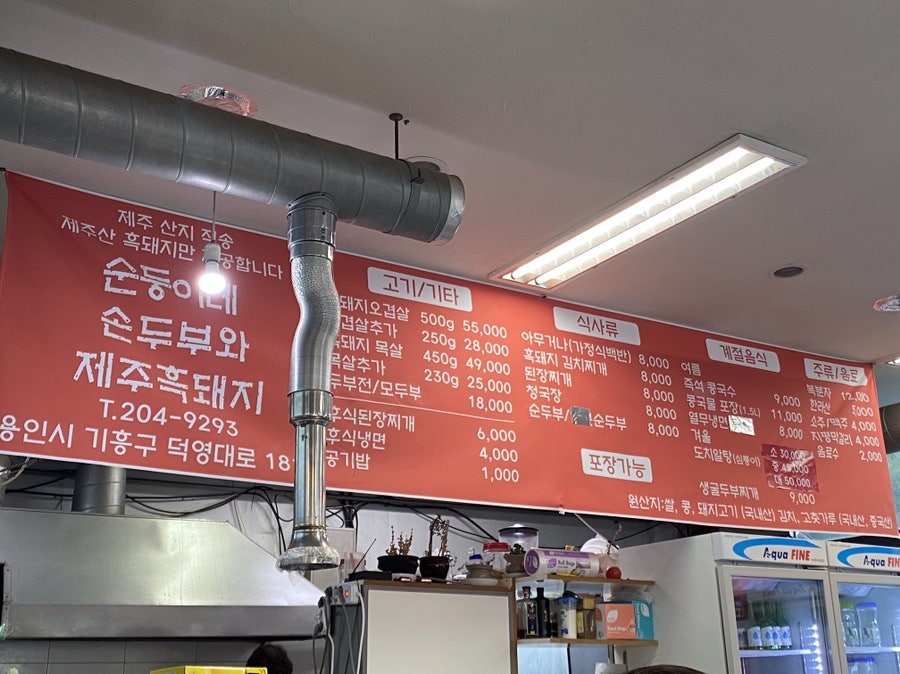 제주 산지 직송
제주산 흑돼지만 공합니다
순둥이네
손두부와
제주흑돼지
T.204-9293
용인시 기흥구 덕영대로 18
고기/기타
돼지오겹살 500g 55,000
겹살추가 250g 28,000
흑돼지 목살 450g 49,000
목살추가 230g 25,000
두부전/모두부 18,000
후식된장찌개 6,000
후식냉면 4,000
공기밥 1,000
식사류
아무거나(가정식백반) 8,000
흑돼지 김치찌개 8,000
된장찌개 8,000
청국장 8,000
순두부/ 순두부 8,000
포장가능
계절음식
여름
즉석 콩국수 9,000
콩국물 포장(1.5L) 11,000
열무냉면
겨울
도치알탕(심퉁이)
소 30,000
중 45,000
대 50,000
생굴두부찌개 9,000
주류/음료
복분자 12,000
한라산 5,000
소주/맥주 4,000
지평막걸리 4,000
음료수 2,000
원산지:쌀, 콩, 돼지고기 (국내산) 김치, 고춧가루 (국내산, 중국산)
Aqua FINE
Aqua FINE
Roll Bags